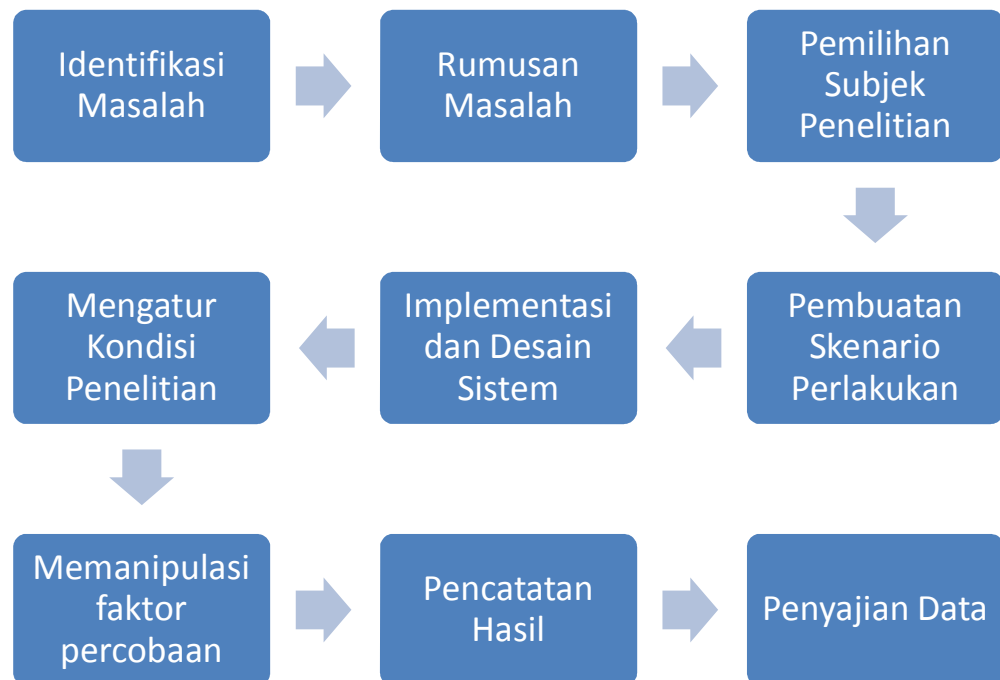 Identifikasi
Masalah
Rumusan
Masalah
Pemilihan
Subjek
Penelitian
Pembuatan
Skenario
Perlakukan
Implementasi
dan Desain
Sistem
Mengatur
Kondisi
Penelitian
Memanipulasi
faktor
percobaan
Pencatatan
Hasil
Penyajian Data